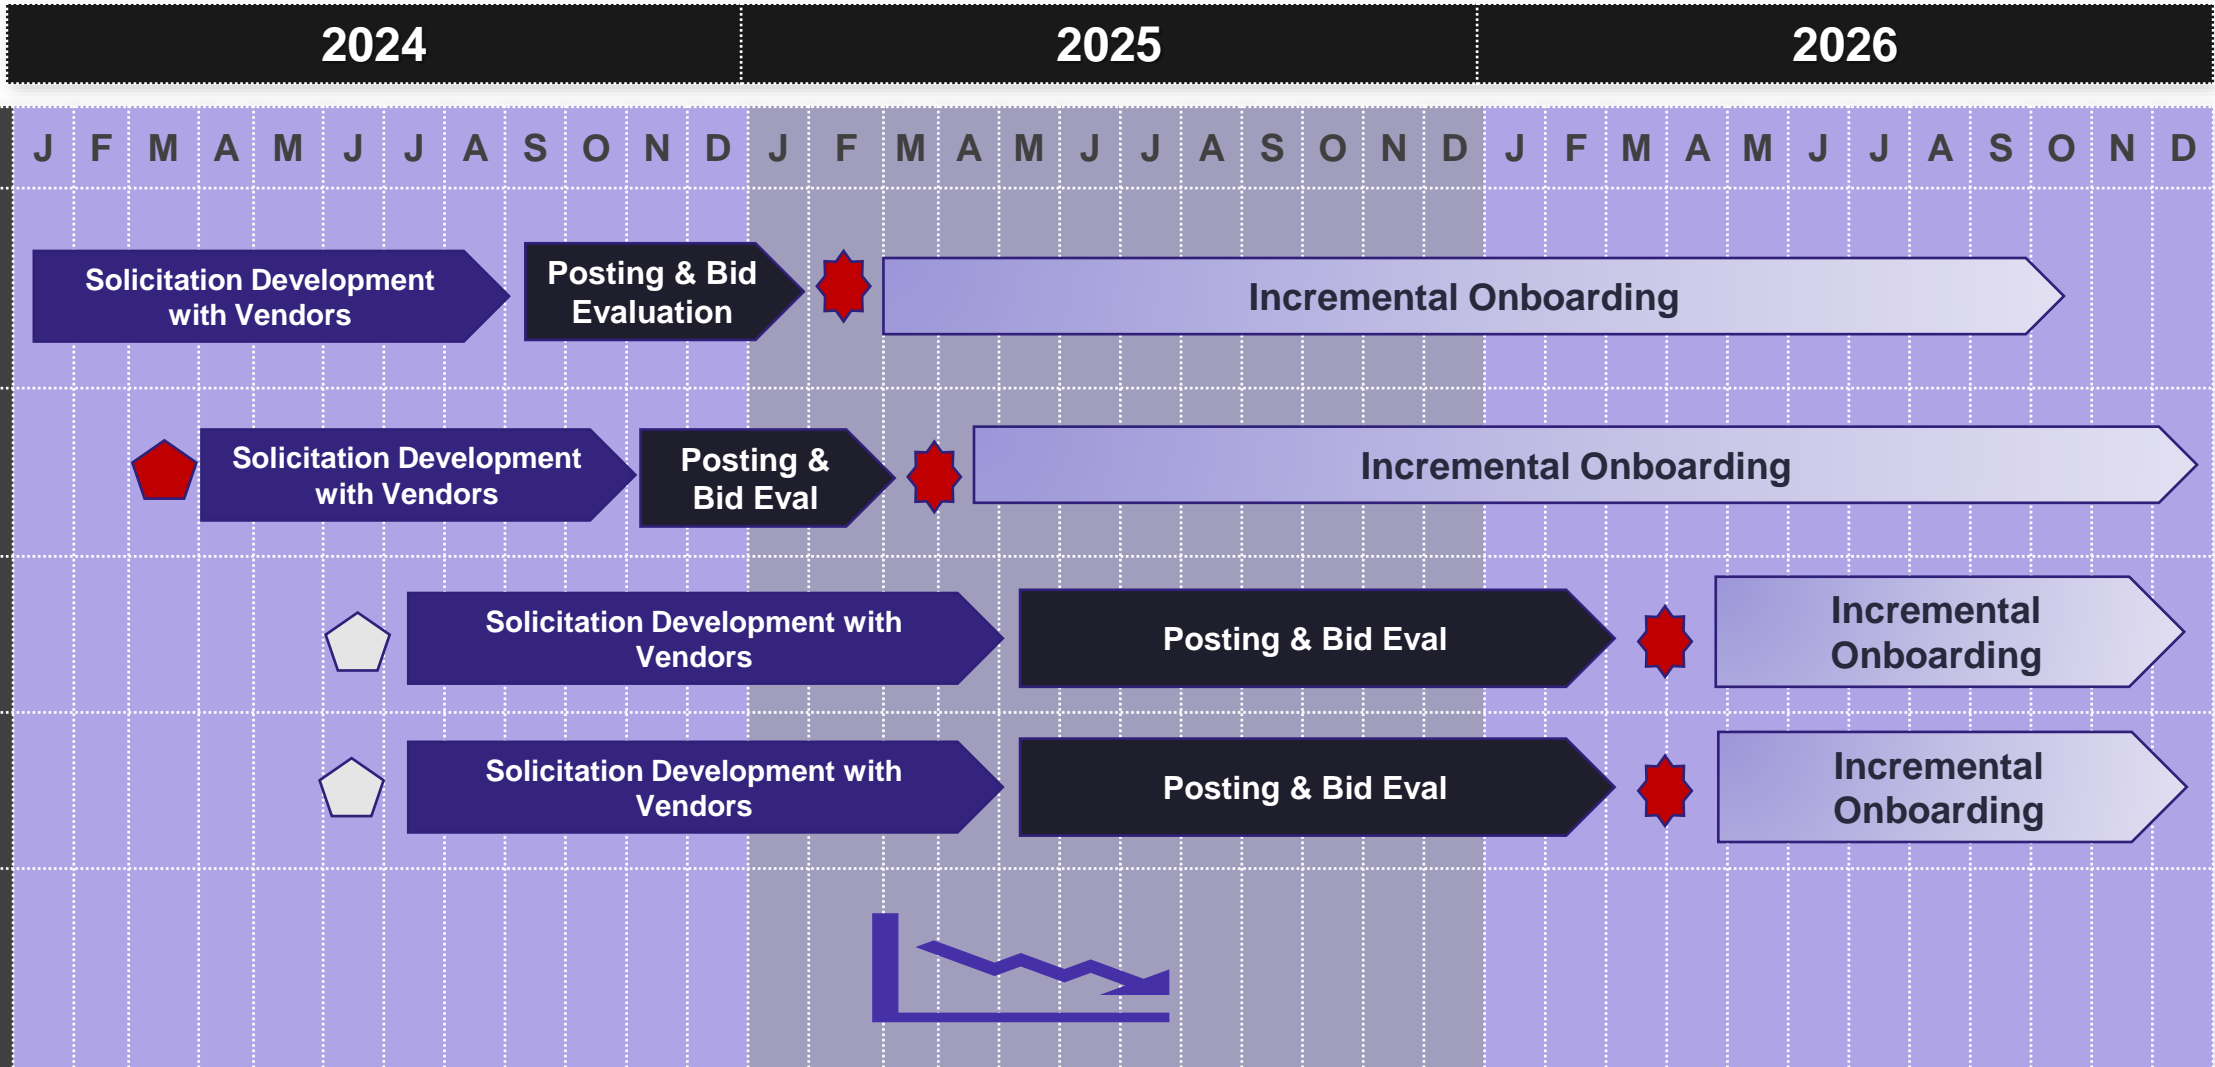 2024 2025 2026
J F M A M J J A S O N D J F M A M J J A S O N D J F M A M J J A S O N D
Solicitation Development
with Vendors
Posting & Bid
Evaluation
Incremental Onboarding
Solicitation Development
with Vendors
Posting &
Bid Eval
Incremental Onboarding
Solicitation Development with
Vendors
Posting & Bid Eval
Incremental
Onboarding
Solicitation Development with
Vendors
Posting & Bid Eval
Incremental
Onboarding